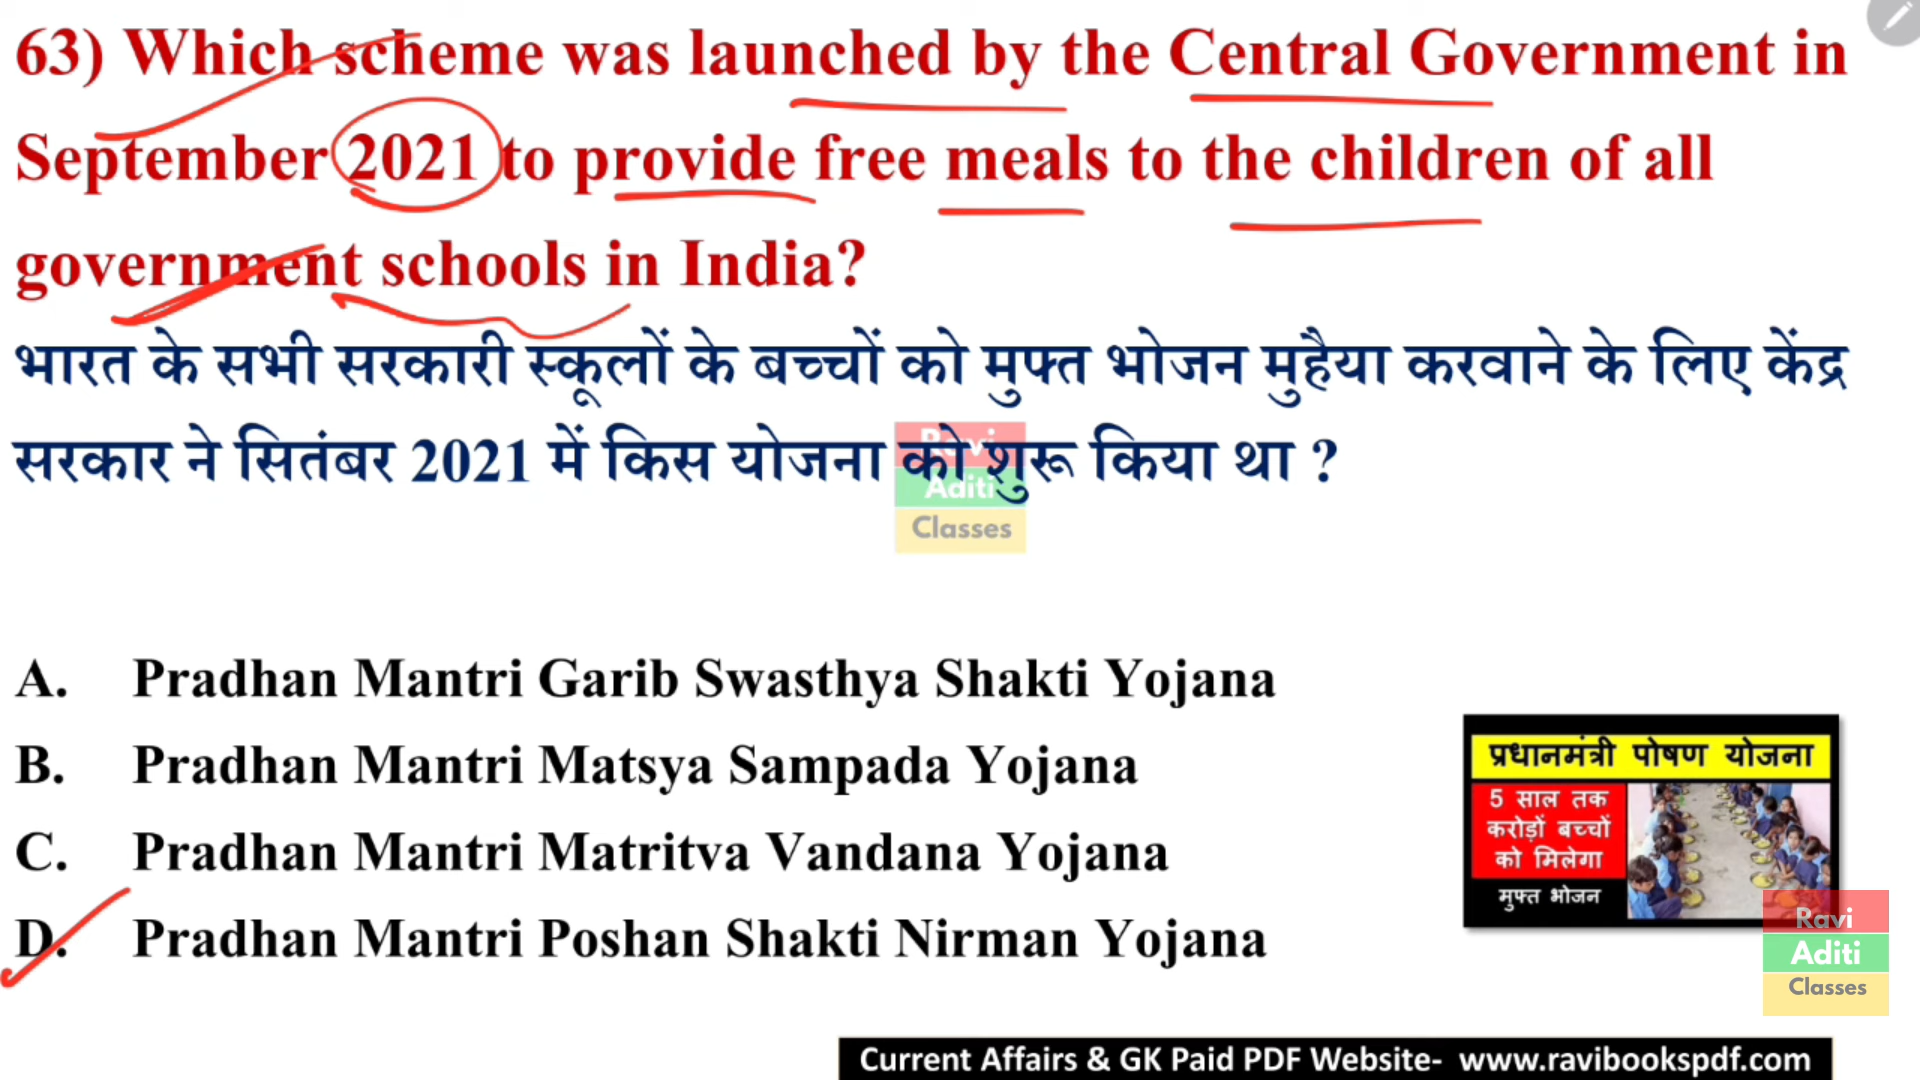 63) Which scheme was launched by the Central Government in
September 2021 to provide free meals to the children of all
government schools in India?
भारत के सभी सरकारी स्कूलों के बच्चों को मुफ्त भोजन मुहैया करवाने के लिए केंद्र
सरकार ने सितंबर 2021 में किस योजना को शुरू किया था ?
Ravi
Aditi
Classes
A. Pradhan Mantri Garib Swasthya Shakti Yojana
B. Pradhan Mantri Matsya Sampada Yojana
C. Pradhan Mantri Matritva Vandana Yojana
D. Pradhan Mantri Poshan Shakti Nirman Yojana
प्रधानमंत्री पोषण योजना
5 साल तक
करोड़ों बच्चों
को मिलेगा
मुफ्त भोजन
Ravi
Aditi
Classes
Current Affairs & GK Paid PDF Website- www.ravibookspdf.com